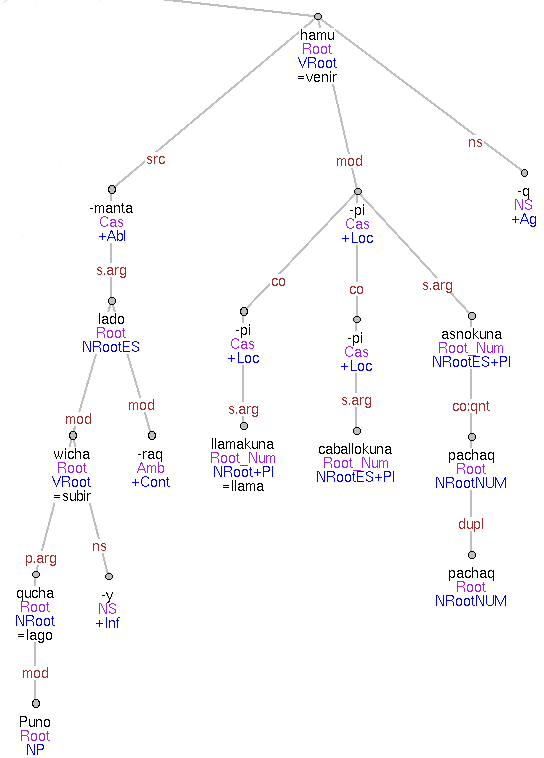 hamu
Root
VRoot
=venir
src
mod
ns
-manta
Cas
+Abl
-pi
Cas
+Loc
-q
NS
+Ag
s.arg
co
co
s.arg
lado
Root
NRootES
-pi
Cas
+Loc
-pi
Cas
+Loc
asnokuna
Root_Num
NRootES+Pl
mod
mod
s.arg
s.arg
co:qnt
wicha
Root
VRoot
=subir
-raq
Amb
+Cont
llamakuna
Root_Num
NRoot+Pl
=llama
caballokuna
Root_Num
NRootES+Pl
pachaq
Root
NRootNUM
p.arg
ns
dupl
qucha
Root
NRoot
=lago
-y
NS
+Inf
pachaq
Root
NRootNUM
mod
Puno
Root
NP